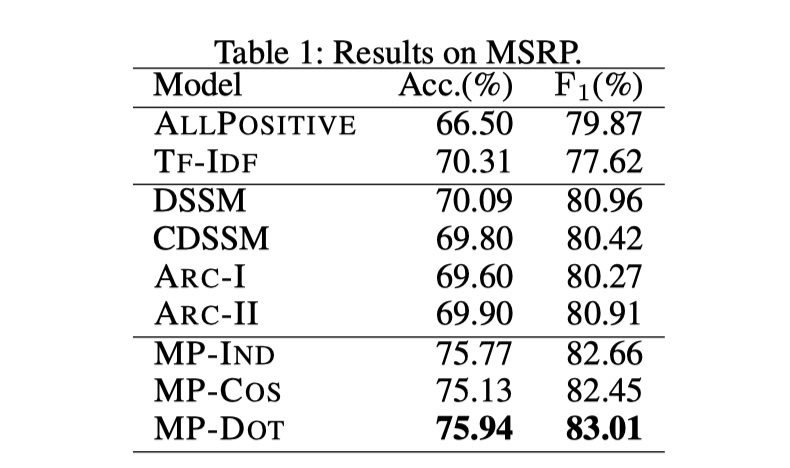 Table 1: Results on MSRP.
Model Acc.(%) F₁(%)
ALLPOSITIVE 66.50 79.87
TF-IDF 70.31 77.62
DSSM 70.09 80.96
CDSSM 69.80 80.42
ARC-I 69.60 80.27
ARC-II 69.90 80.91
MP-IND 75.77 82.66
MP-COS 75.13 82.45
MP-DOT 75.94 83.01